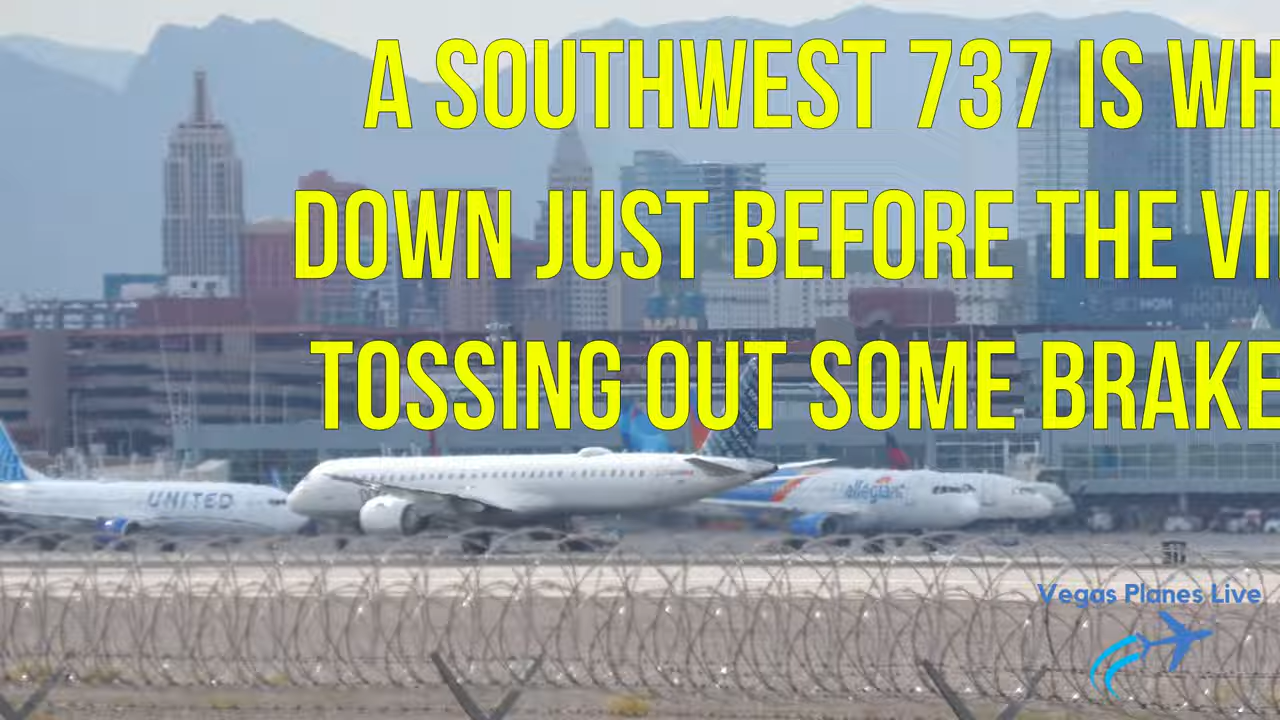 A SOUTHWEST 737 IS WH
DOWN JUST BEFORE THE VI
TOSSING OUT SOME BRAKE
UNITED
allegiant
Vegas Planes Live